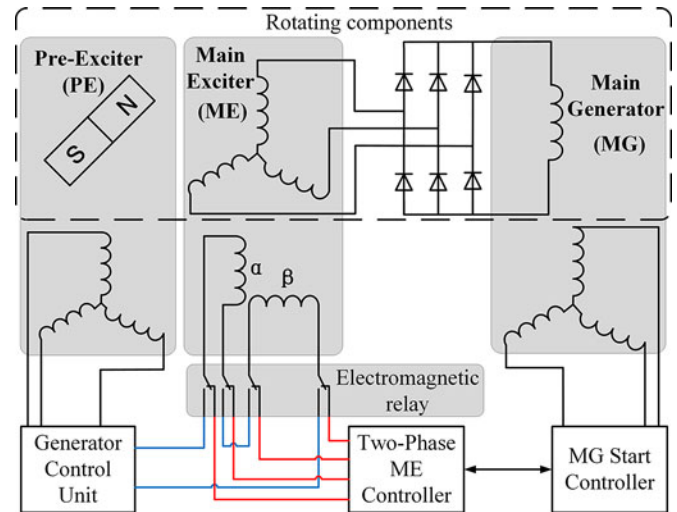 Rotating components
Pre-Exciter
(PE)
N
S
Main
Exciter
(ME)
Main
Generator
(MG)
α
β
Electromagnetic
relay
Generator
Control
Unit
Two-Phase
ME
Controller
MG Start
Controller